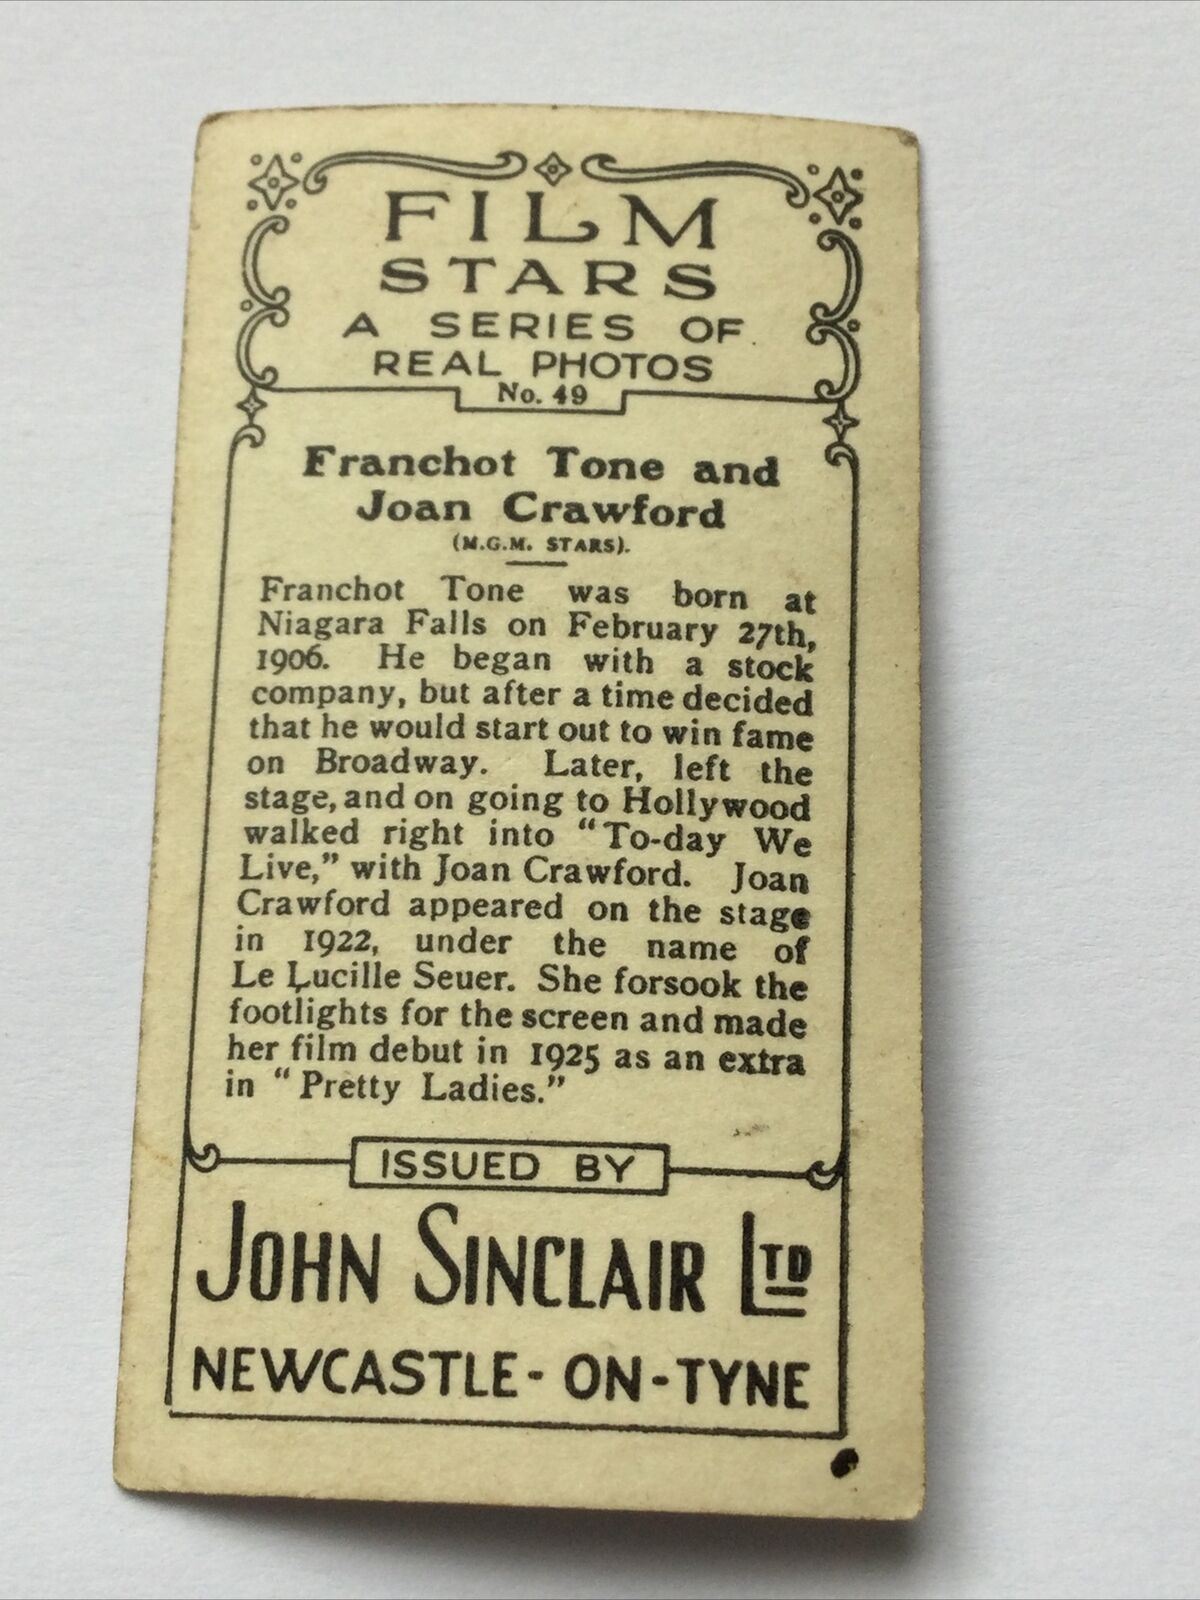 FILM
STARS
A SERIES OF
REAL PHOTOS
No. 49
Franchot Tone and
Joan Crawford
(M.G.M. STARS).
Franchot Tone was born at
Niagara Falls on February 27th,
1906. He began with a stock
company, but after a time decided
that he would start out to win fame
on Broadway. Later, left the
stage, and on going to Hollywood
walked right into "To-day We
Live," with Joan Crawford. Joan
Crawford appeared on the stage
in 1922, under the name of
Le Lucille Seuer. She forsook the
footlights for the screen and made
her film debut in 1925 as an extra
in "Pretty Ladies."
ISSUED BY
JOHN SINCLAIR LTD
NEWCASTLE-ON-TYNE